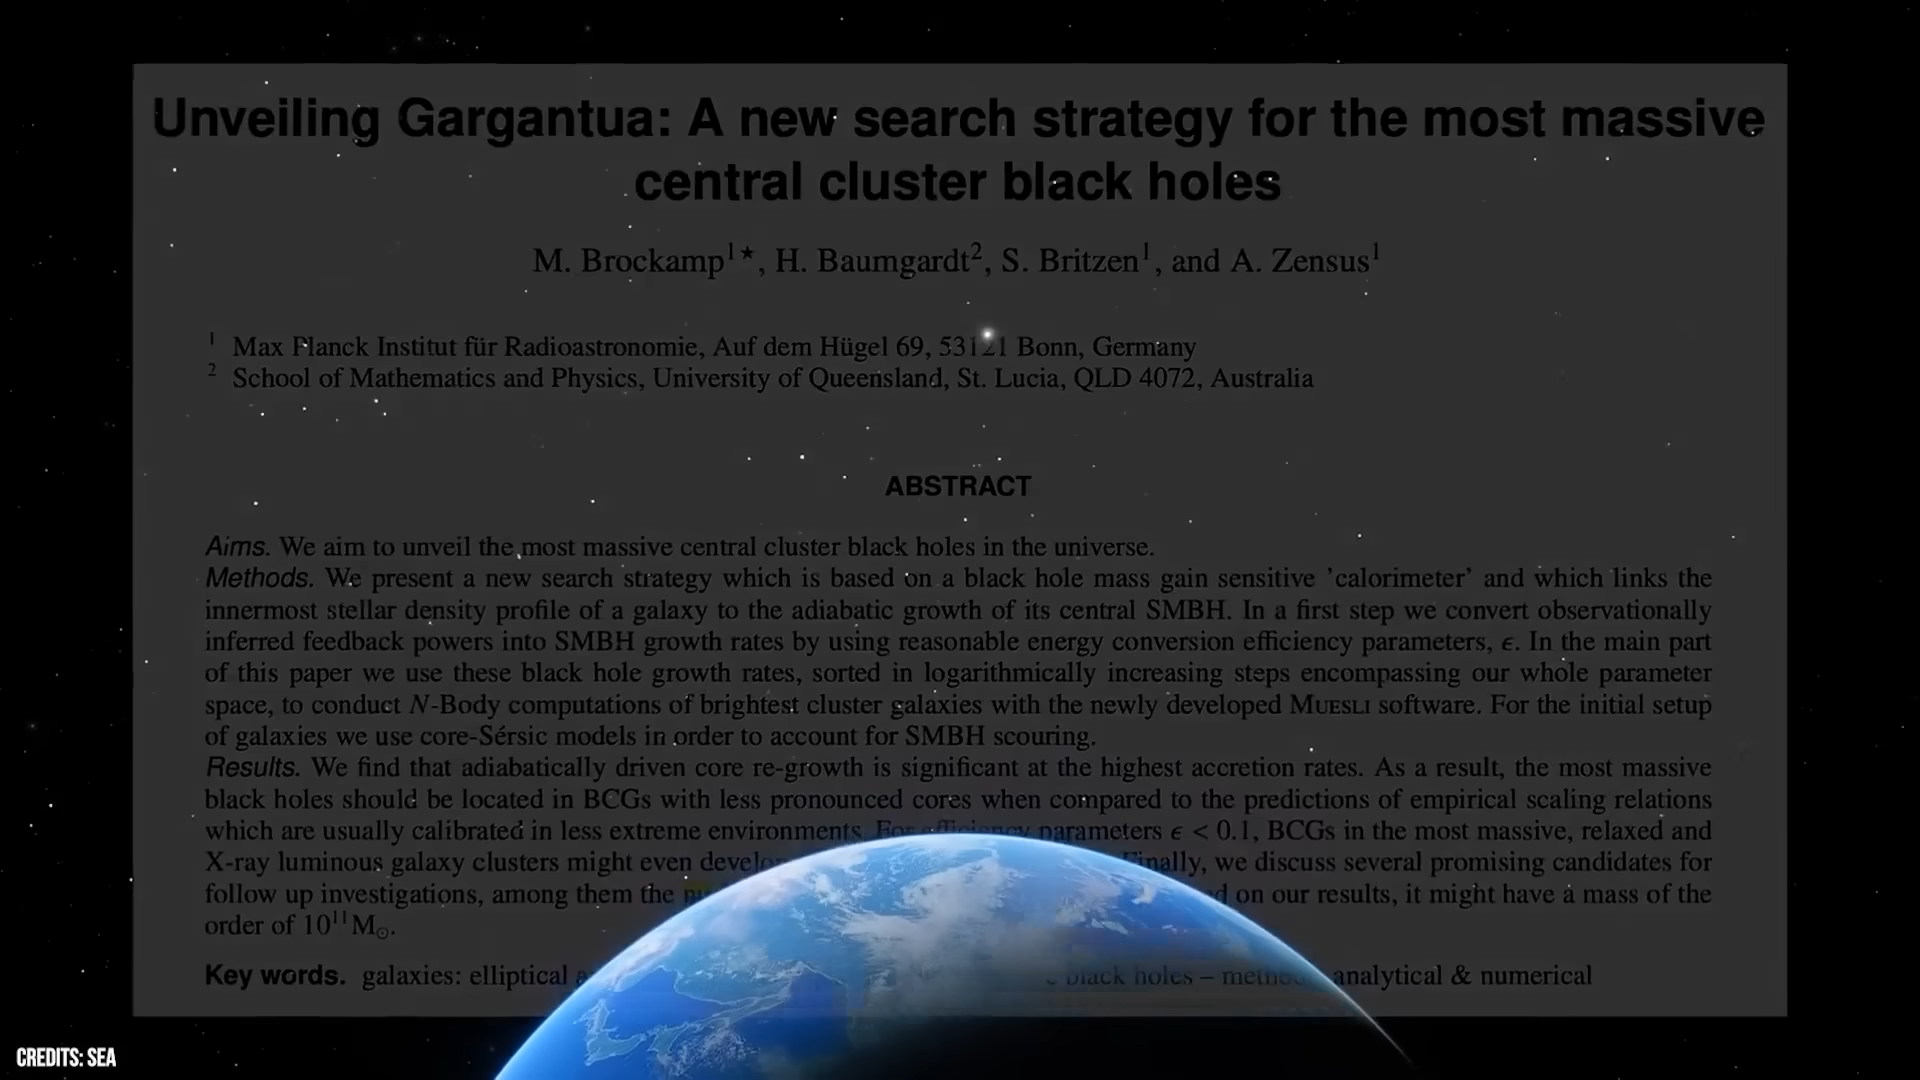 Unveiling Gargantua: A new search strategy for the most massive
central cluster black holes
M. Brockamp¹★, H. Baumgardt², S. Britzen¹, and A. Zensus¹
¹ Max Planck Institut für Radioastronomie, Auf dem Hügel 69, 53121 Bonn, Germany
² School of Mathematics and Physics, University of Queensland, St. Lucia, QLD 4072, Australia
ABSTRACT
Aims. We aim to unveil the most massive central cluster black holes in the universe.
Methods. We present a new search strategy which is based on a black hole mass gain sensitive 'calorimeter' and which links the
innermost stellar density profile of a galaxy to the adiabatic growth of its central SMBH. In a first step we convert observationally
inferred feedback powers into SMBH growth rates by using reasonable energy conversion efficiency parameters, ϵ. In the main part
of this paper we use these black hole growth rates, sorted in logarithmically increasing steps encompassing our whole parameter
space, to conduct N-Body computations of brightest cluster galaxies with the newly developed MUESLI software. For the initial setup
of galaxies we use core-Sérsic models in order to account for SMBH scouring.
Results. We find that adiabatically driven core re-growth is significant at the highest accretion rates. As a result, the most massive
black holes should be located in BCGs with less pronounced cores when compared to the predictions of empirical scaling relations
which are usually calibrated in less extreme environments. For efficiency parameters ϵ < 0.1, BCGs in the most massive, relaxed and
X-ray luminous galaxy clusters might even Finally, we discuss several promising candidates for
follow up investigations, among them the on our results, it might have a mass of the
order of 10¹¹M⊙.
Key words. galaxies: elliptical black holes – methods: analytical & numerical
CREDITS: SEA